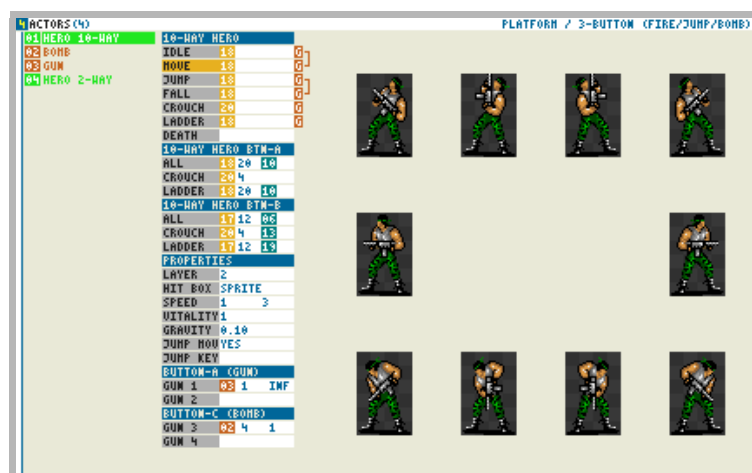 4 ACTORS(4) PLATFORM / 3-BUTTON (FIRE/JUMP/BOMB)
01 HERO 10-WAY
02 BOMB
03 GUN
04 HERO 2-WAY
10-WAY HERO
IDLE 18 G
MOVE 18 G
JUMP 18 G
FALL 18 G
CROUCH 20 G
LADDER 18 G
DEATH
10-WAY HERO BTN-A
ALL 18 20 10
CROUCH 20 4
LADDER 18 20 10
10-WAY HERO BTN-B
ALL 17 12 06
CROUCH 20 4 13
LADDER 17 12 19
PROPERTIES
LAYER 2
HIT BOX SPRITE
SPEED 1 3
VITALITY 1
GRAVITY 0.10
JUMP MOV YES
JUMP KEY
BUTTON-A (GUN)
GUN 1 03 1 INF
GUN 2
BUTTON-C (BOMB)
GUN 3 02 4 1
GUN 4